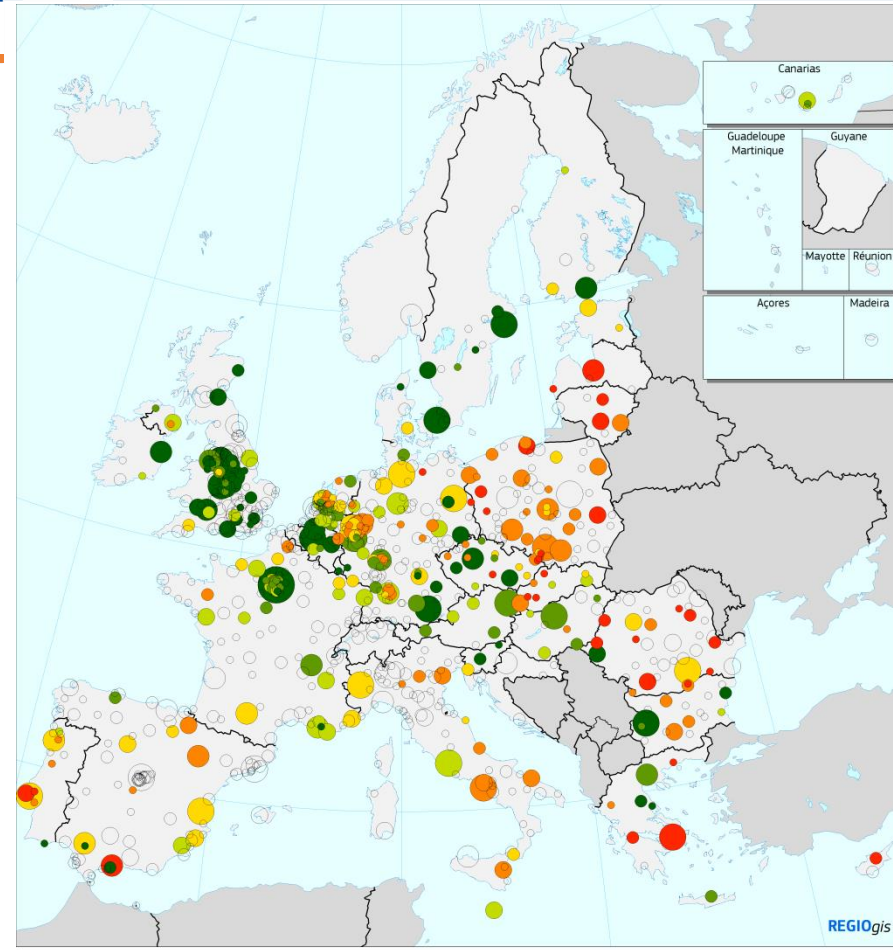 Canarias
Guadeloupe
Martinique
Guyane
Mayotte
Réunion
Açores
Madeira
REGIOgis